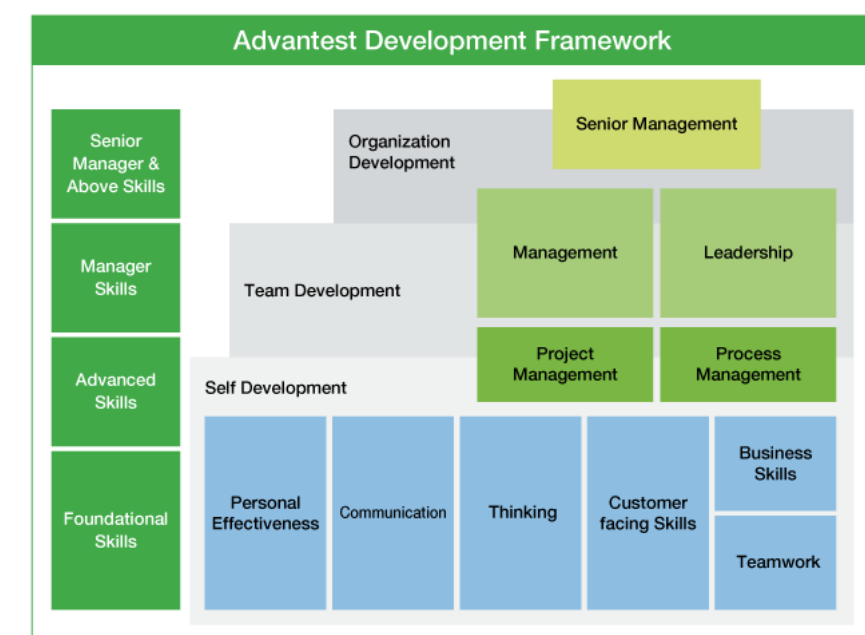 Advantest Development Framework
Senior
Manager &
Above Skills
Organization
Development
Senior Management
Manager
Skills
Team Development
Management
Leadership
Advanced
Skills
Self Development
Project
Management
Process
Management
Foundational
Skills
Personal
Effectiveness
Communication
Thinking
Customer
facing Skills
Business
Skills
Teamwork